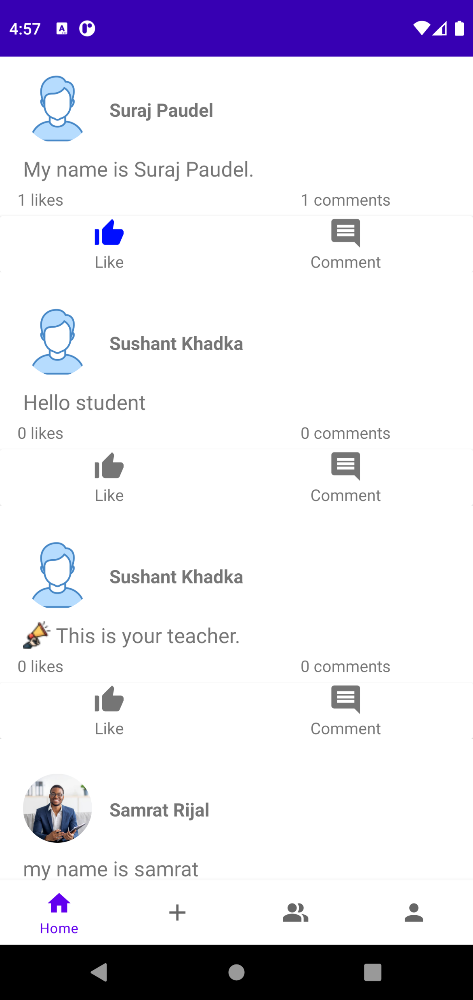 4:57
Suraj Paudel
My name is Suraj Paudel.
1 likes 1 comments
Like Comment
Sushant Khadka
Hello student
0 likes 0 comments
Like Comment
Sushant Khadka
This is your teacher.
0 likes 0 comments
Like Comment
Samrat Rijal
my name is samrat
Home